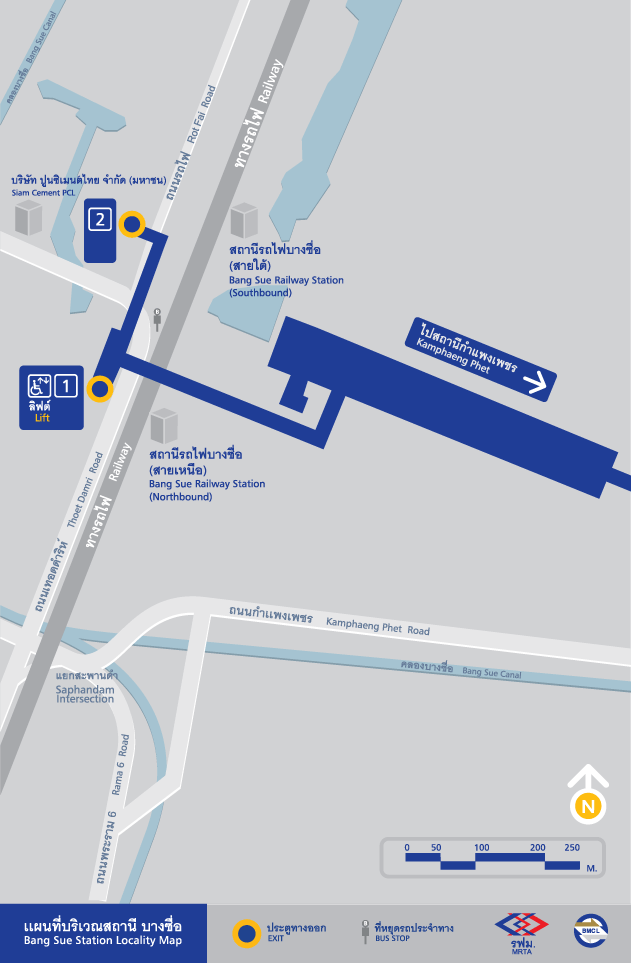 คลองบางซื่อ Bang Sue Canal
ถนนรถไฟ Rot Fai Road
ทางรถไฟ Railway
บริษัท ปูนซิเมนต์ไทย จำกัด (มหาชน)
Siam Cement PCL
2
สถานีรถไฟบางซื่อ
(สายใต้)
Bang Sue Railway Station
(Southbound)
ไปสถานีกำแพงเพชร
Kamphaeng Phet
1
ลิฟต์
Lift
สถานีรถไฟบางซื่อ
(สายเหนือ)
Bang Sue Railway Station
(Northbound)
ถนนเทอดดำริห์ Thoet Damri Road
ทางรถไฟ Railway
ถนนกำแพงเพชร Kamphaeng Phet Road
คลองบางซื่อ Bang Sue Canal
แยกสะพานดำ
Saphandam
Intersection
ถนนพระราม 6 Rama 6 Road
N
0 50 100 200 250
M.
แผนที่บริเวณสถานี บางซื่อ
Bang Sue Station Locality Map
ประตูทางออก
EXIT
ที่หยุดรถประจำทาง
BUS STOP
รฟม.
MRTA
BMCL